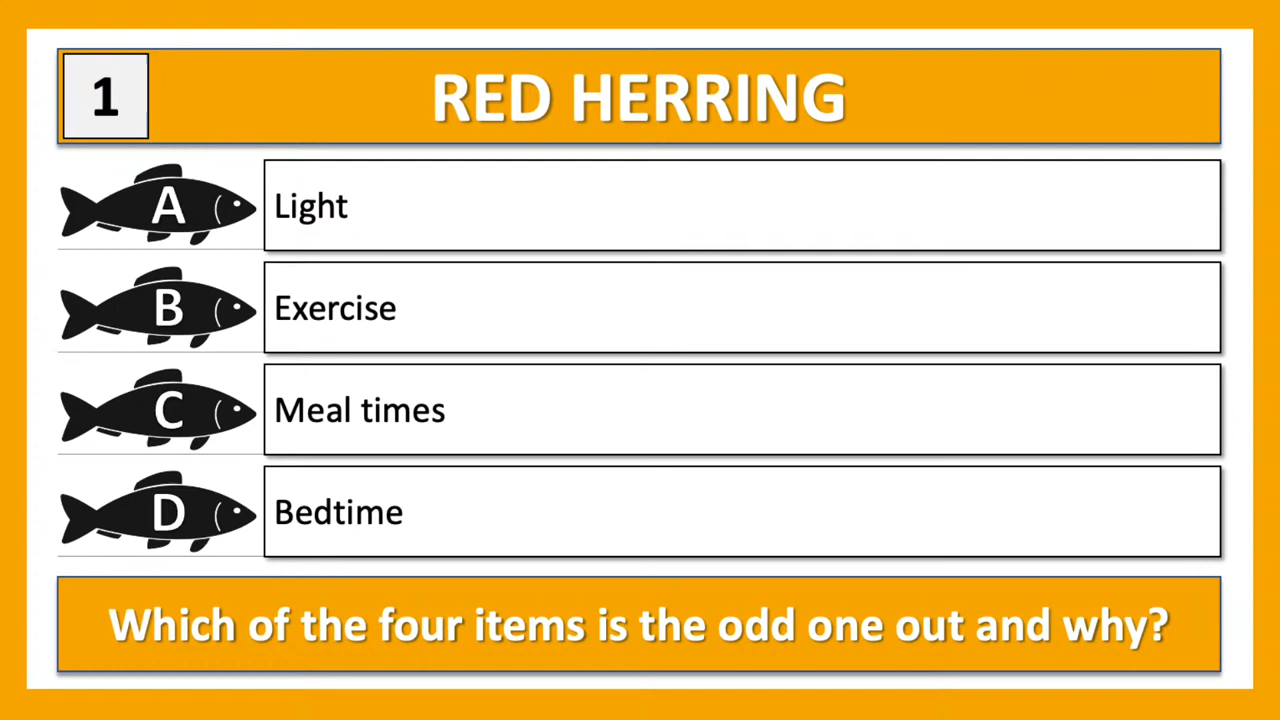 1
RED HERRING
A
Light
B
Exercise
C
Meal times
D
Bedtime
Which of the four items is the odd one out and why?